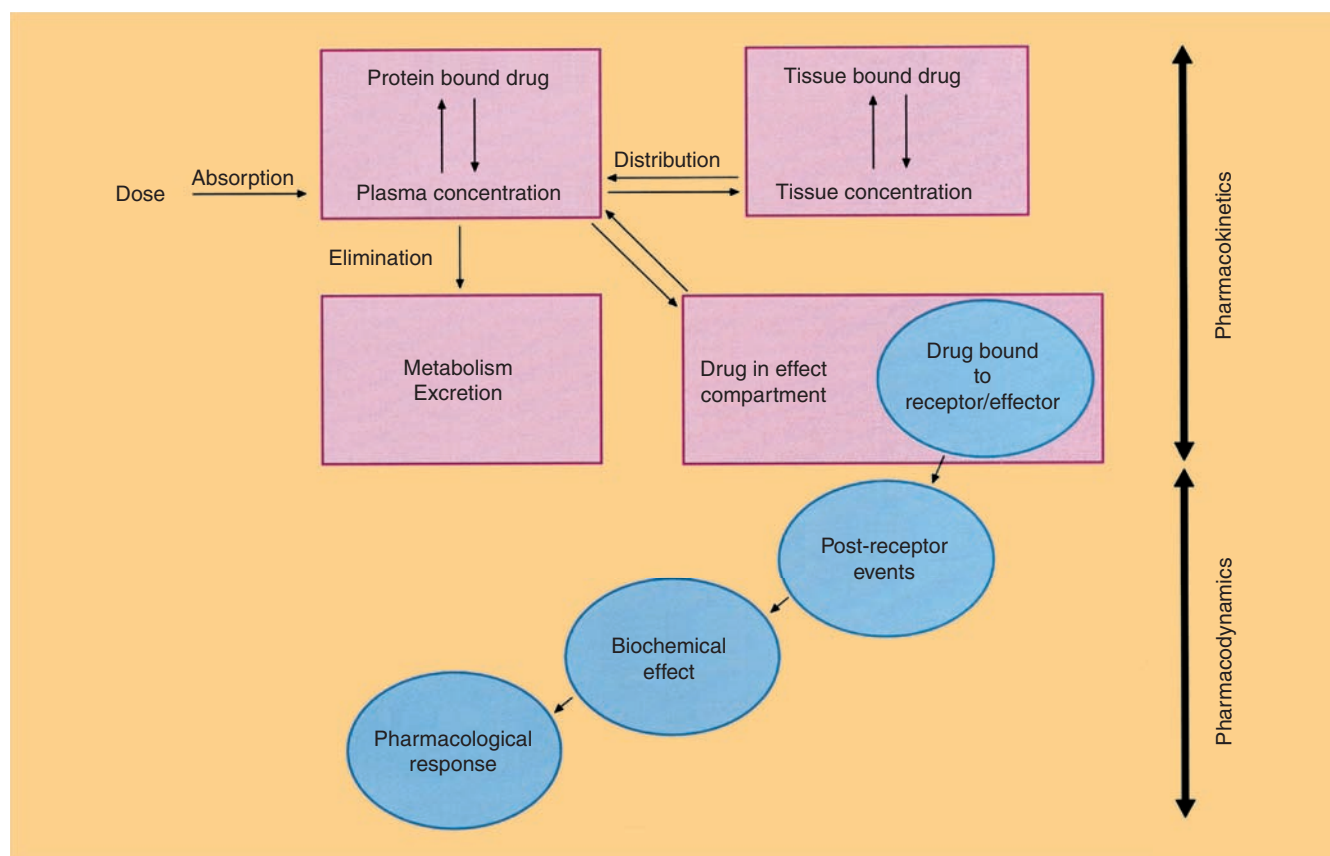 Protein bound drug
Tissue bound drug
Dose
Absorption
Plasma concentration
Distribution
Tissue concentration
Elimination
Metabolism
Excretion
Drug in effect
compartment
Drug bound
to
receptor/effector
Post-receptor
events
Biochemical
effect
Pharmacological
response
Pharmacokinetics
Pharmacodynamics